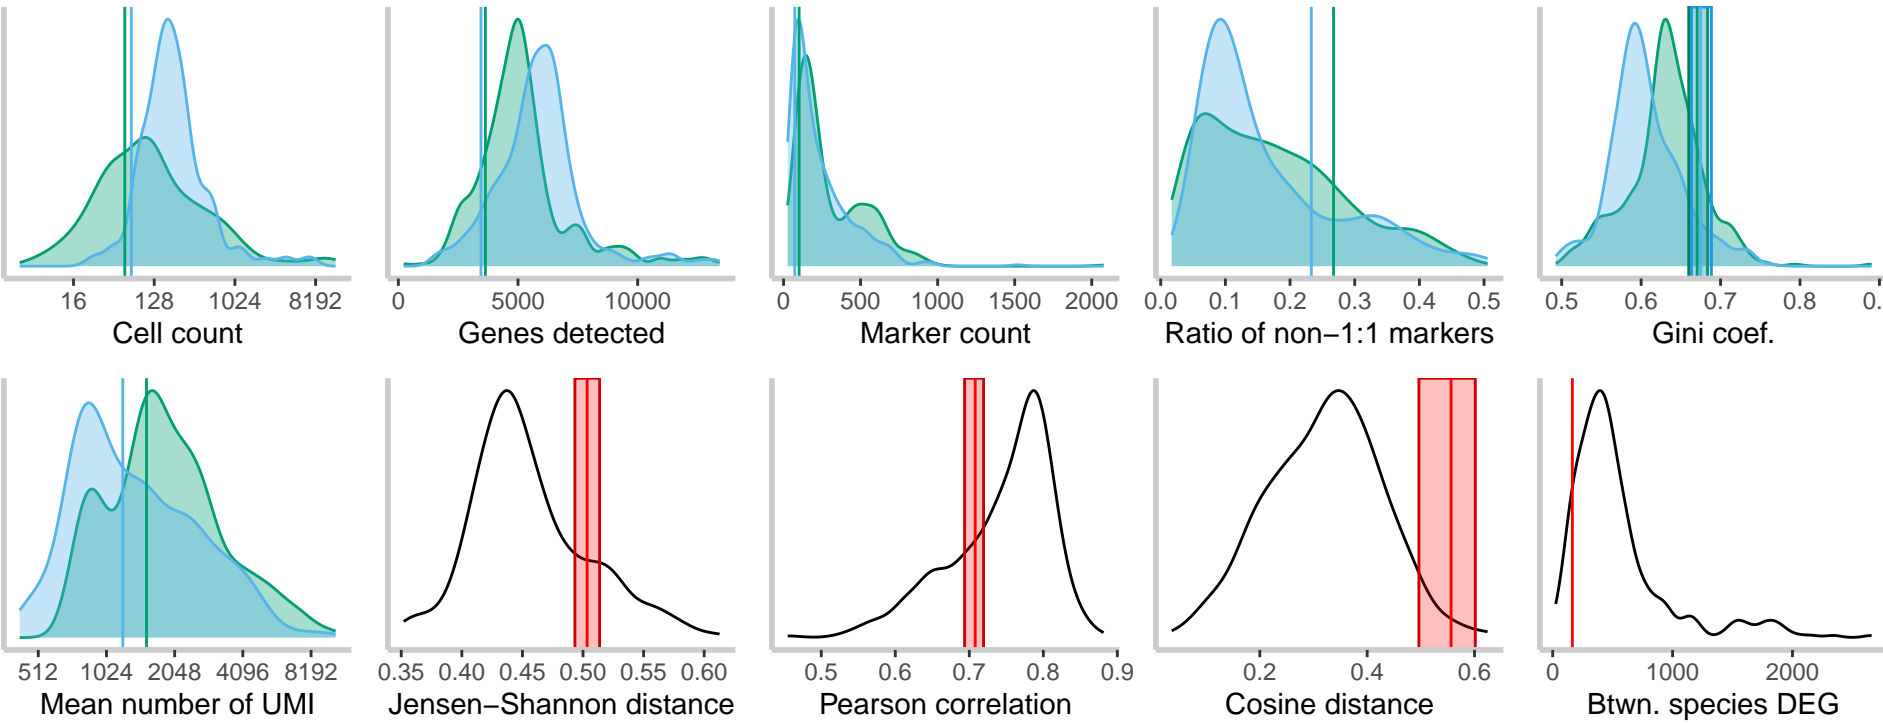 16 128 1024 8192
Cell count
0 5000 10000
Genes detected
0 500 1000 1500 2000
Marker count
0.0 0.1 0.2 0.3 0.4 0.5
Ratio of non−1:1 markers
0.5 0.6 0.7 0.8 0.
Gini coef.
512 1024 2048 4096 8192
Mean number of UMI
0.35 0.40 0.45 0.50 0.55 0.60
Jensen−Shannon distance
0.5 0.6 0.7 0.8 0.9
Pearson correlation
0.2 0.4 0.6
Cosine distance
0 1000 2000
Btwn. species DEG